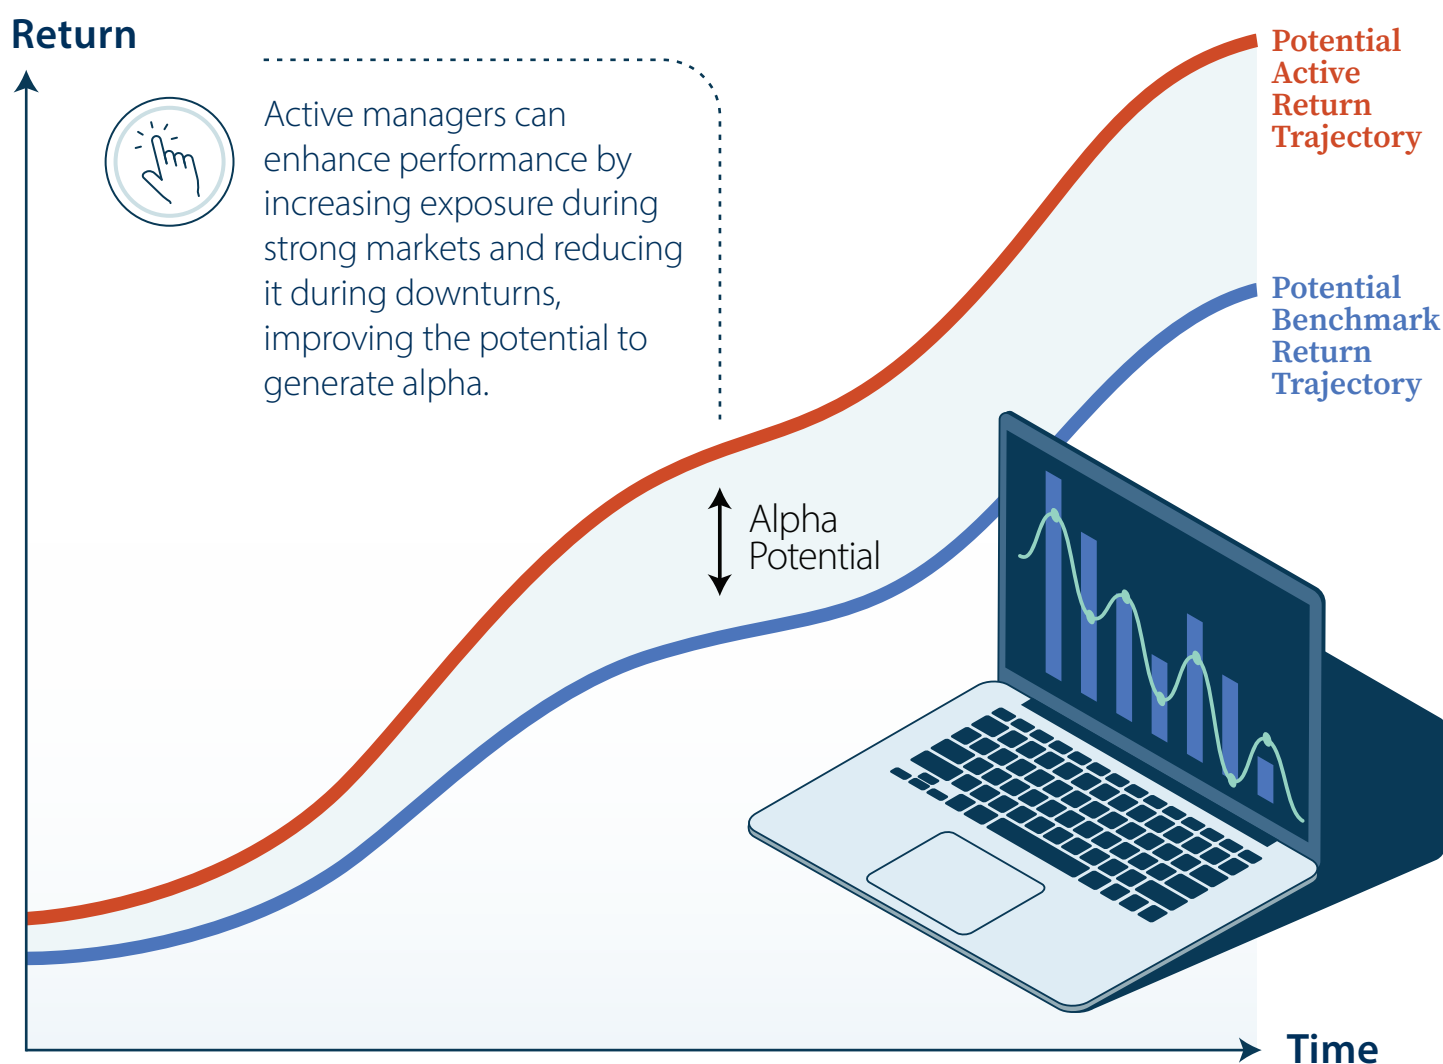 Return
Active managers can
enhance performance by
increasing exposure during
strong markets and reducing
it during downturns,
improving the potential to
generate alpha.
Potential
Active
Return
Trajectory
Potential
Benchmark
Return
Trajectory
Alpha
Potential
Time